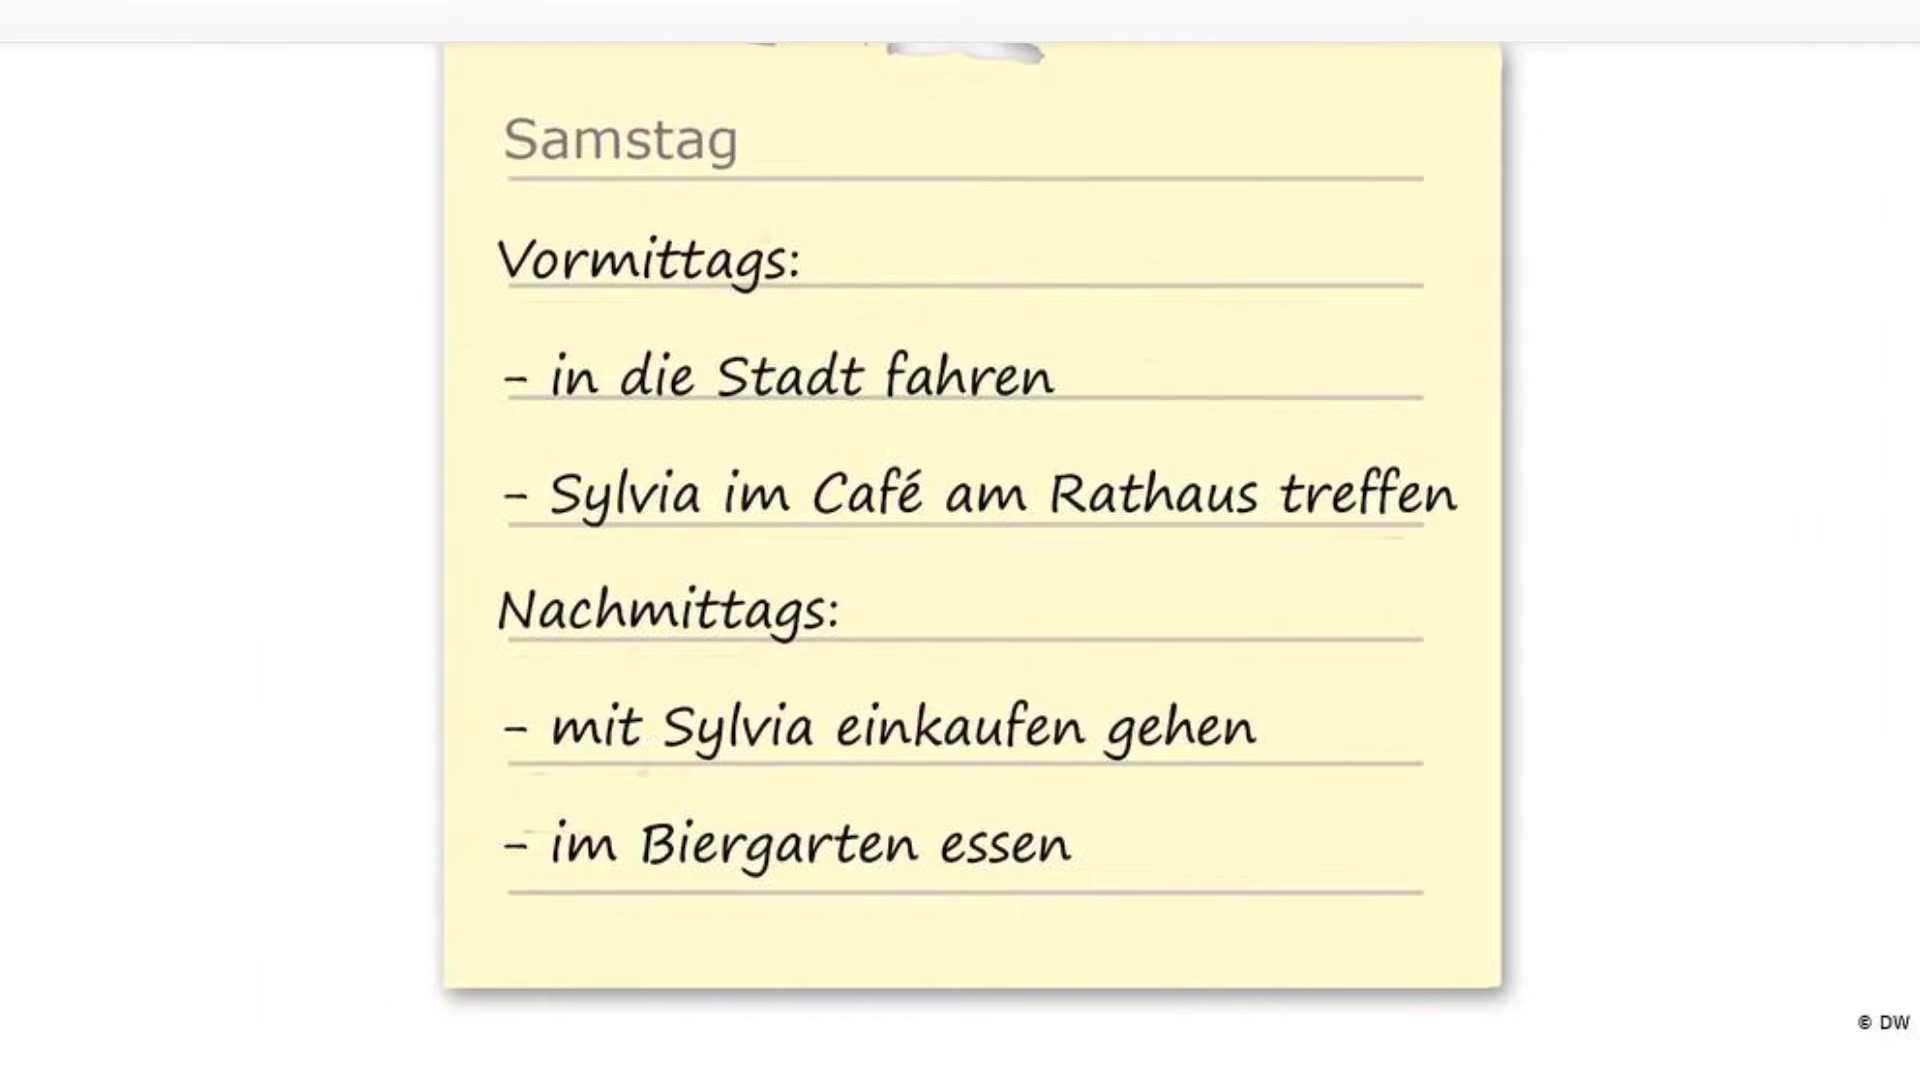 Samstag
Vormittags:
- in die Stadt fahren
- Sylvia im Café am Rathaus treffen
Nachmittags:
- mit Sylvia einkaufen gehen
- im Biergarten essen
© DW